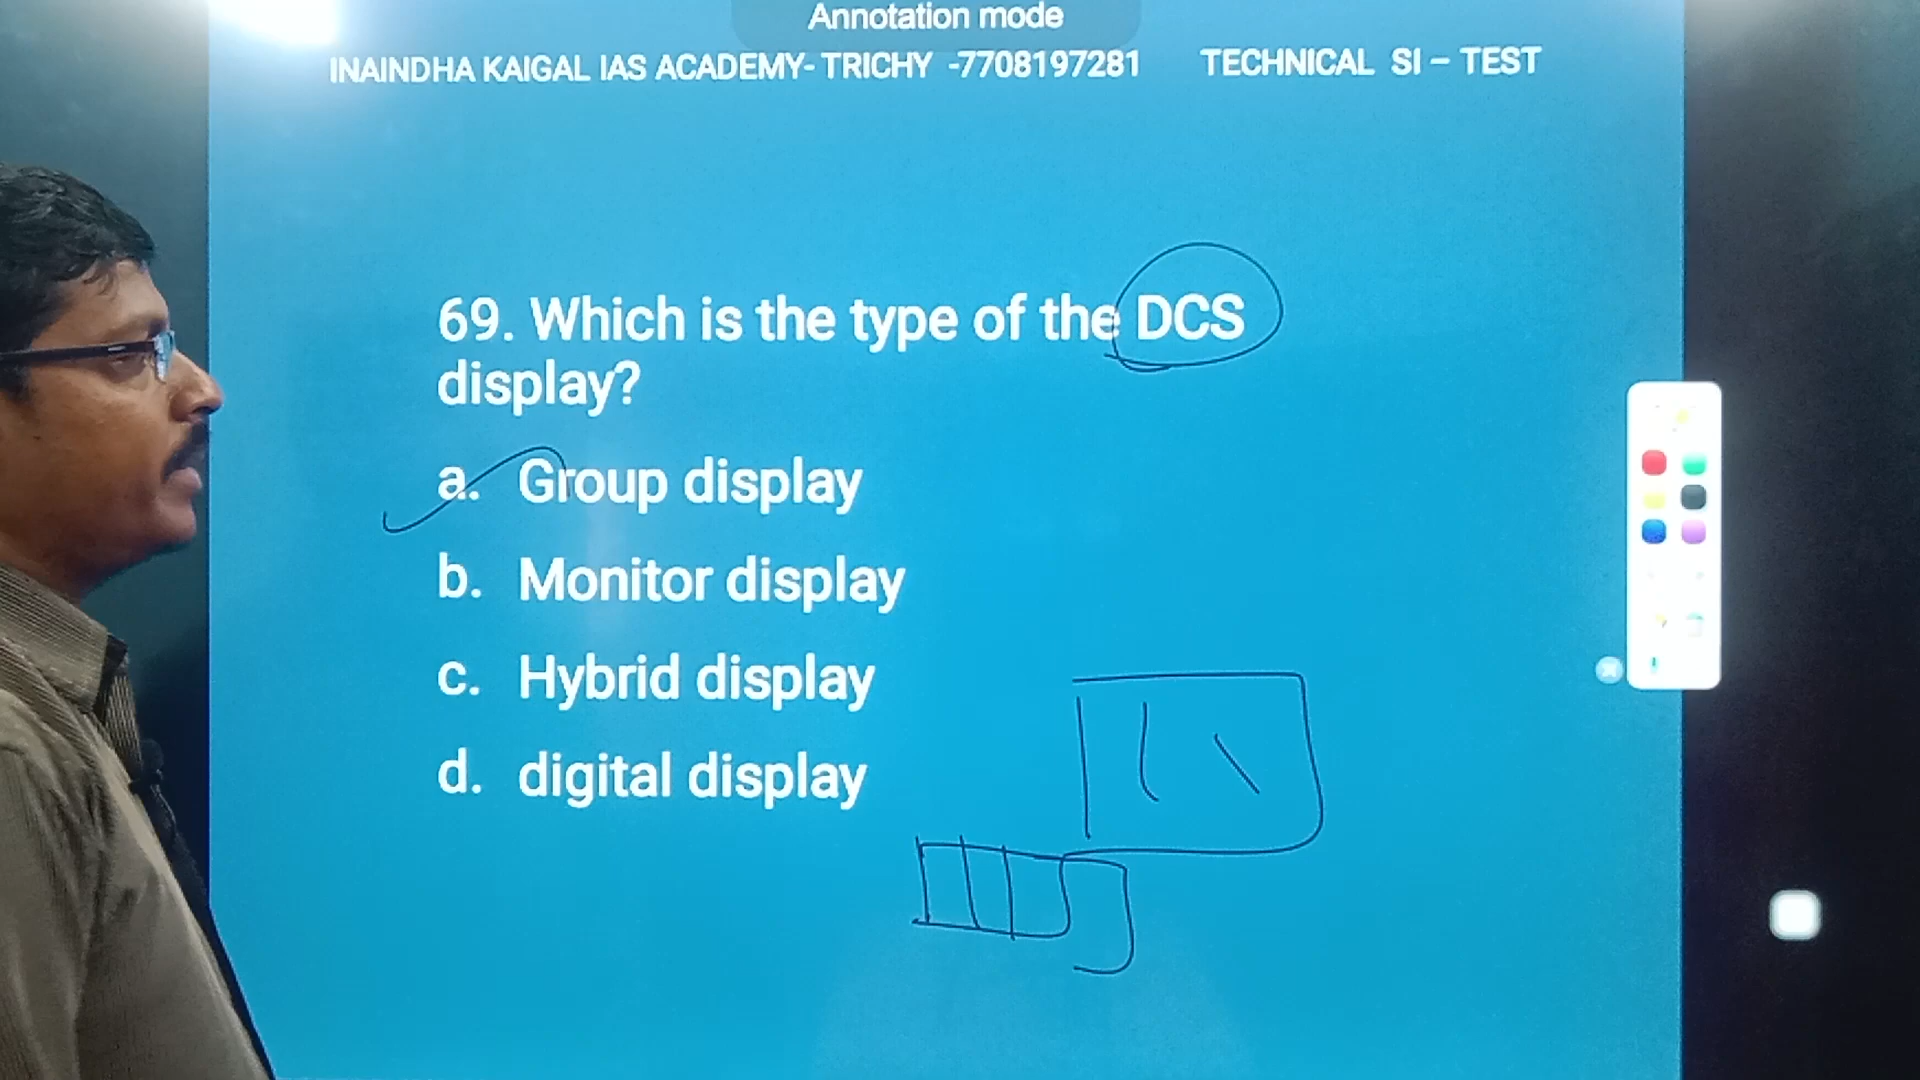 Annotation mode
INAINDHA KAIGAL IAS ACADEMY- TRICHY -7708197281 TECHNICAL SI – TEST
69. Which is the type of the DCS
display?
a. Group display
b. Monitor display
c. Hybrid display
d. digital display